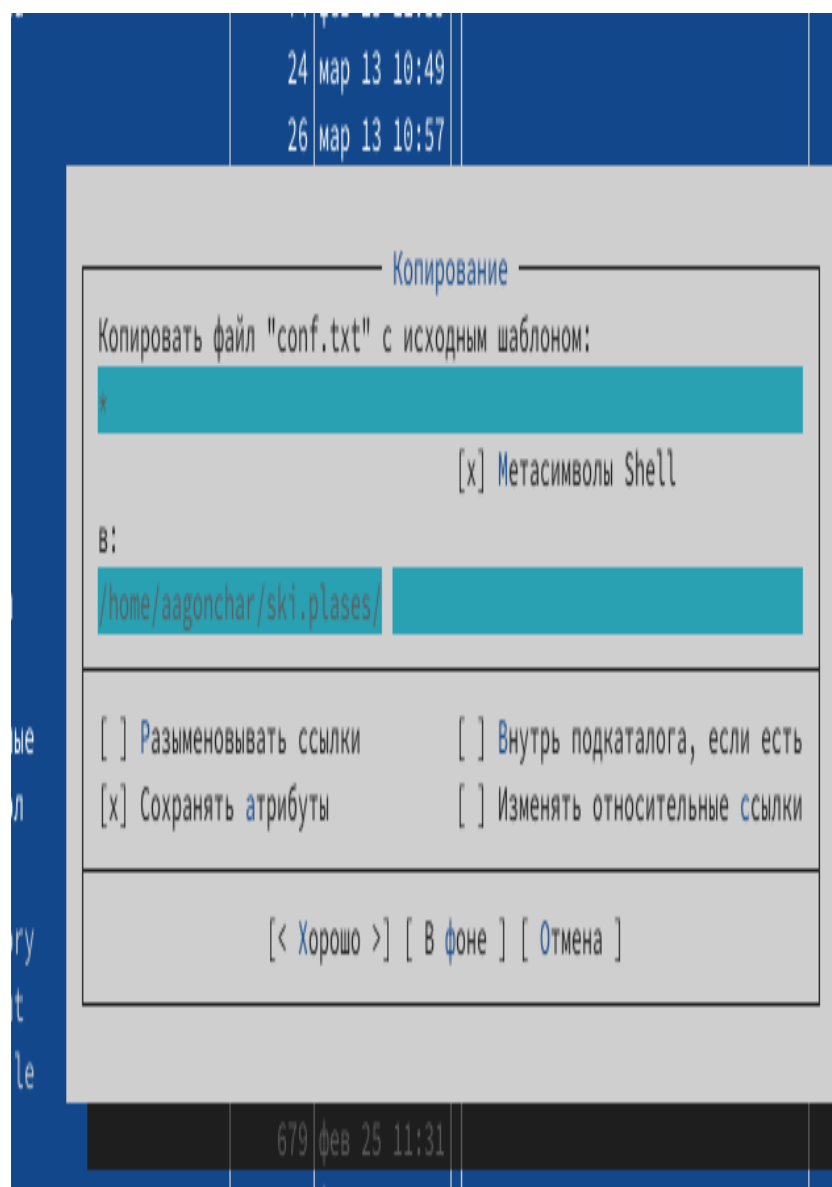 24 мар 13 10:49
26 мар 13 10:57
Копирование
Копировать файл "conf.txt" с исходным шаблоном:
*
[x] Метасимволы Shell
в:
/home/aagonchar/ski.plases/
[ ] Разыменовывать ссылки [ ] Внутрь подкаталога, если есть
[x] Сохранять атрибуты [ ] Изменять относительные ссылки
[< Хорошо >] [ В фоне ] [ Отмена ]
679 фев 25 11:31